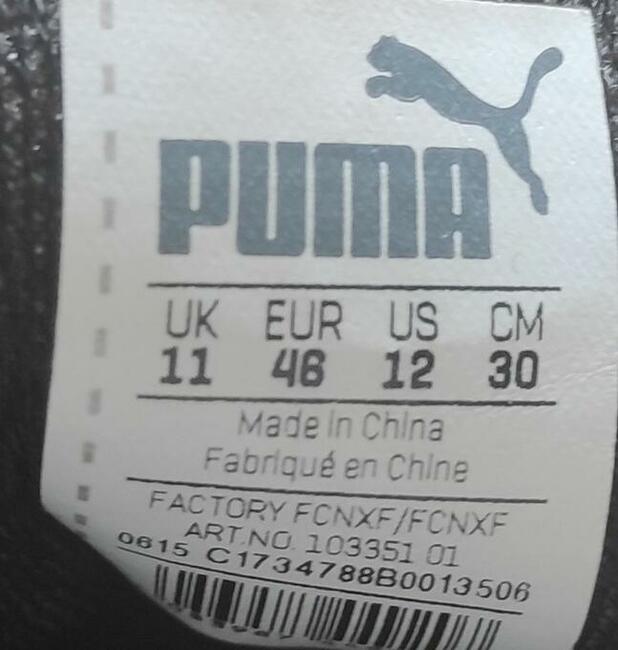 PUMA
UK EUR US CM
11 46 12 30
Made in China
Fabriqué en Chine
FACTORY FCNXF/FCNXF
ART.NO. 103351 01
0615 C1734788B0013506